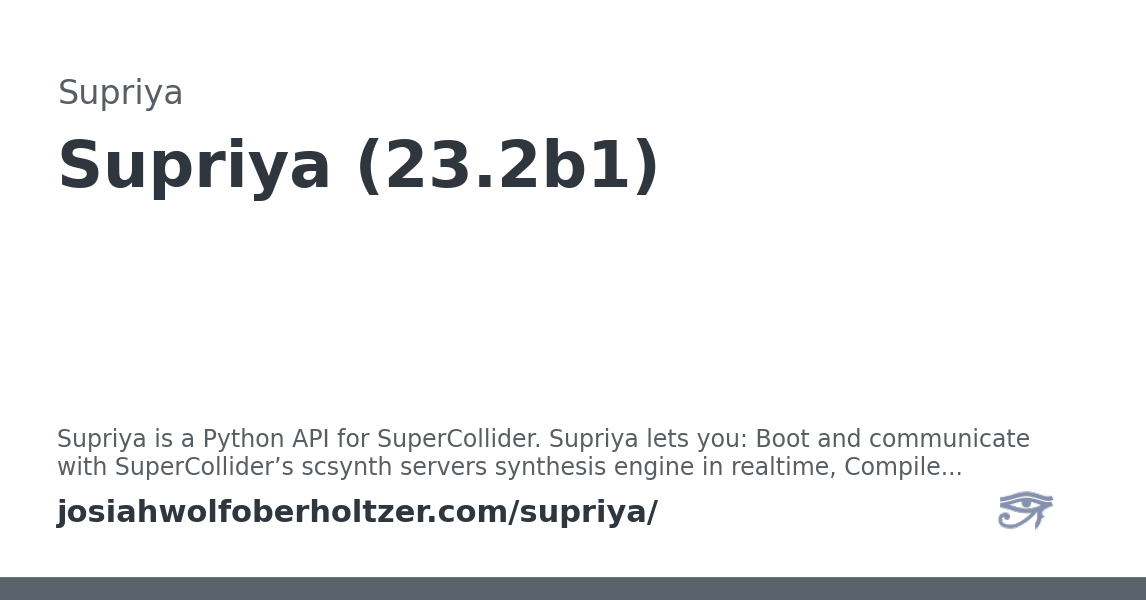 Supriya
Supriya (23.2b1)
Supriya is a Python API for SuperCollider. Supriya lets you: Boot and communicate
with SuperCollider’s scsynth servers synthesis engine in realtime, Compile...
josiahwolfoberholtzer.com/supriya/